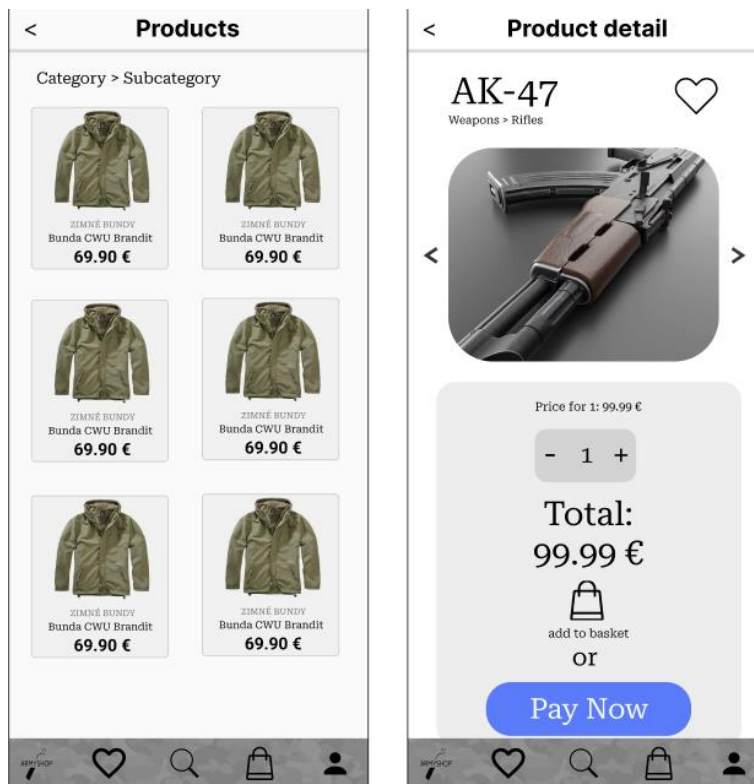 < Products
Category > Subcategory
ZIMNÉ BUNDY
Bunda CWU Brandit
69.90 €
ZIMNÉ BUNDY
Bunda CWU Brandit
69.90 €
ZIMNÉ BUNDY
Bunda CWU Brandit
69.90 €
ZIMNÉ BUNDY
Bunda CWU Brandit
69.90 €
ZIMNÉ BUNDY
Bunda CWU Brandit
69.90 €
ZIMNÉ BUNDY
Bunda CWU Brandit
69.90 €
ARMYSHOP
< Product detail
AK-47
Weapons > Rifles
< >
Price for 1: 99.99 €
- 1 +
Total:
99.99 €
add to basket
or
Pay Now
ARMYSHOP